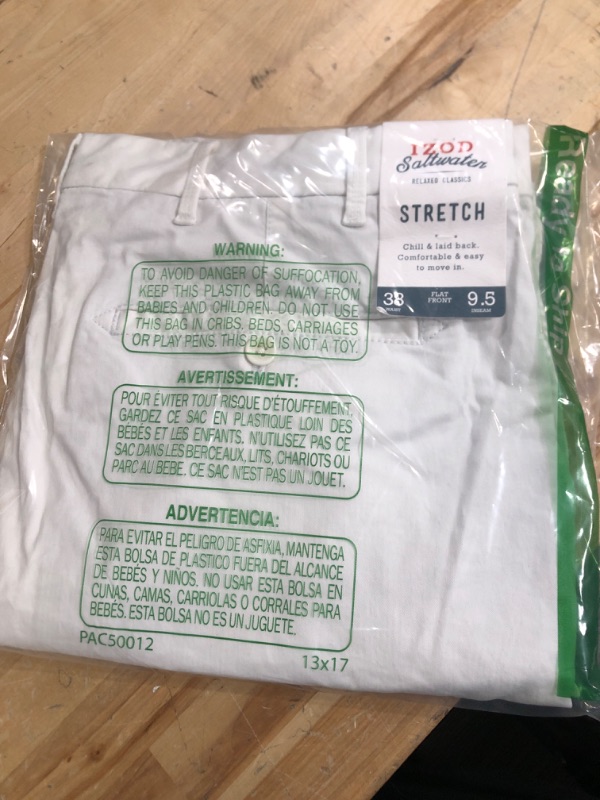 IZOD
Saltwater
RELAXED CLASSICS
STRETCH
Chill & laid back.
Comfortable & easy
to move in.
38 FLAT 9.5
WAIST FRONT INSEAM
WARNING:
TO AVOID DANGER OF SUFFOCATION,
KEEP THIS PLASTIC BAG AWAY FROM
BABIES AND CHILDREN. DO NOT USE
THIS BAG IN CRIBS, BEDS, CARRIAGES
OR PLAY PENS. THIS BAG IS NOT A TOY.
AVERTISSEMENT:
POUR ÉVITER TOUT RISQUE D'ÉTOUFFEMENT,
GARDEZ CE SAC EN PLASTIQUE LOIN DES
BÉBÉS ET LES ENFANTS. N'UTILISEZ PAS CE
SAC DANS LES BERCEAUX, LITS, CHARIOTS OU
PARC AU BEBE. CE SAC N'EST PAS UN JOUET.
ADVERTENCIA:
PARA EVITAR EL PELIGRO DE ASFIXIA, MANTENGA
ESTA BOLSA DE PLASTICO FUERA DEL ALCANCE
DE BEBÉS Y NIÑOS. NO USAR ESTA BOLSA EN
CUNAS, CAMAS, CARRIOLAS O CORRALES PARA
BEBÉS. ESTA BOLSA NO ES UN JUGUETE.
PAC50012
13x17
Ready to Ship